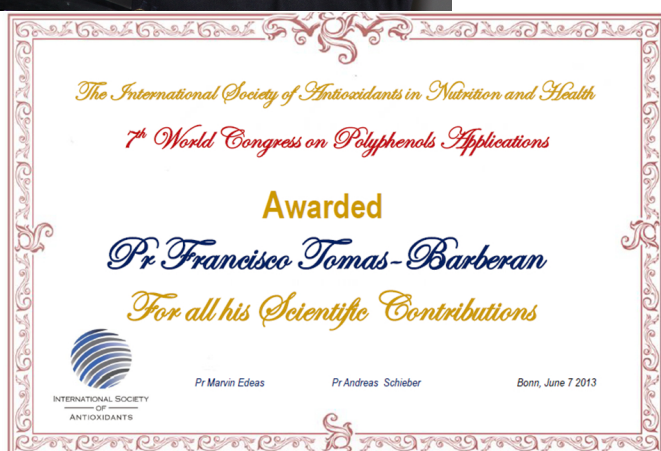 The International Society of Antioxidants in Nutrition and Health
7th World Congress on Polyphenols Applications
Awarded
Pr Francisco Tomas-Barberan
For all his Scientific Contributions
INTERNATIONAL SOCIETY
OF
ANTIOXIDANTS
Pr Marvin Edeas Pr Andreas Schieber Bonn, June 7 2013